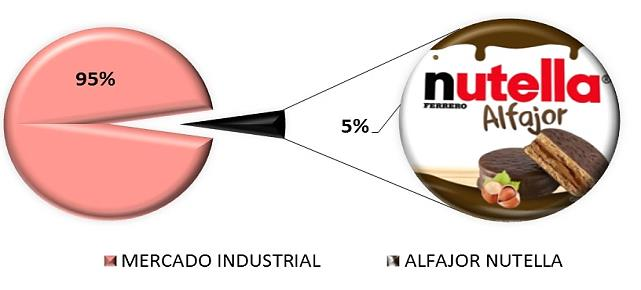 95%
5%
nutella®
FERRERO
Alfajor
MERCADO INDUSTRIAL
ALFAJOR NUTELLA